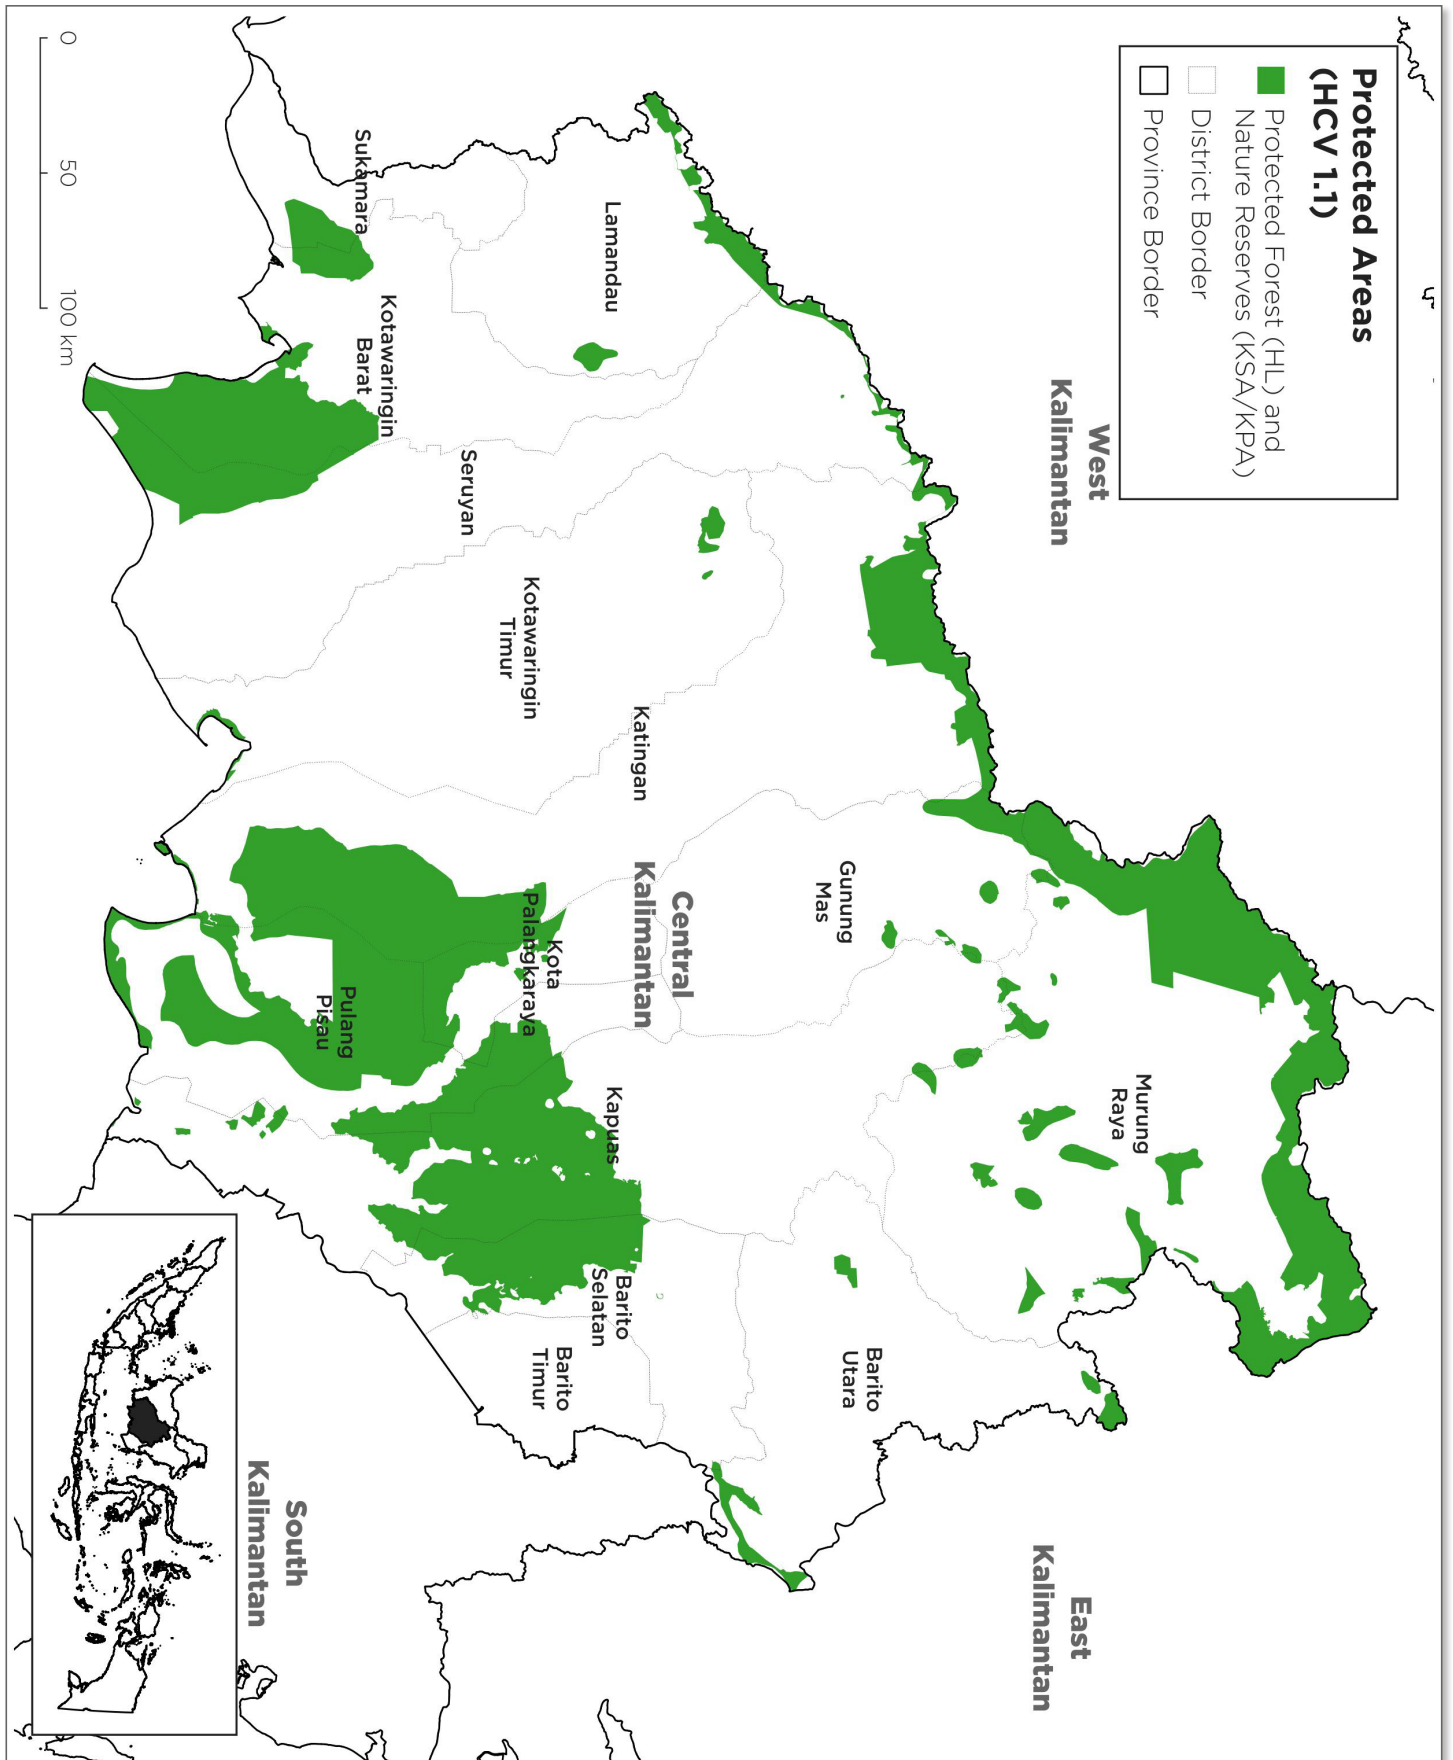 Protected Areas
(HCV 1.1)
Protected Forest (HL) and
Nature Reserves (KSA/KPA)
District Border
Province Border
West
Kalimantan
East
Kalimantan
Murung
Raya
Gunung
Mas
Barito
Utara
Central
Kalimantan
Lamandau
Katingan
Kapuas
Barito
Selatan
Barito
Timur
Kotawaringin
Timur
Kota
Palangkaraya
Seruyan
Sukamara
Kotawaringin
Barat
Pulang
Pisau
South
Kalimantan
0 50 100 km